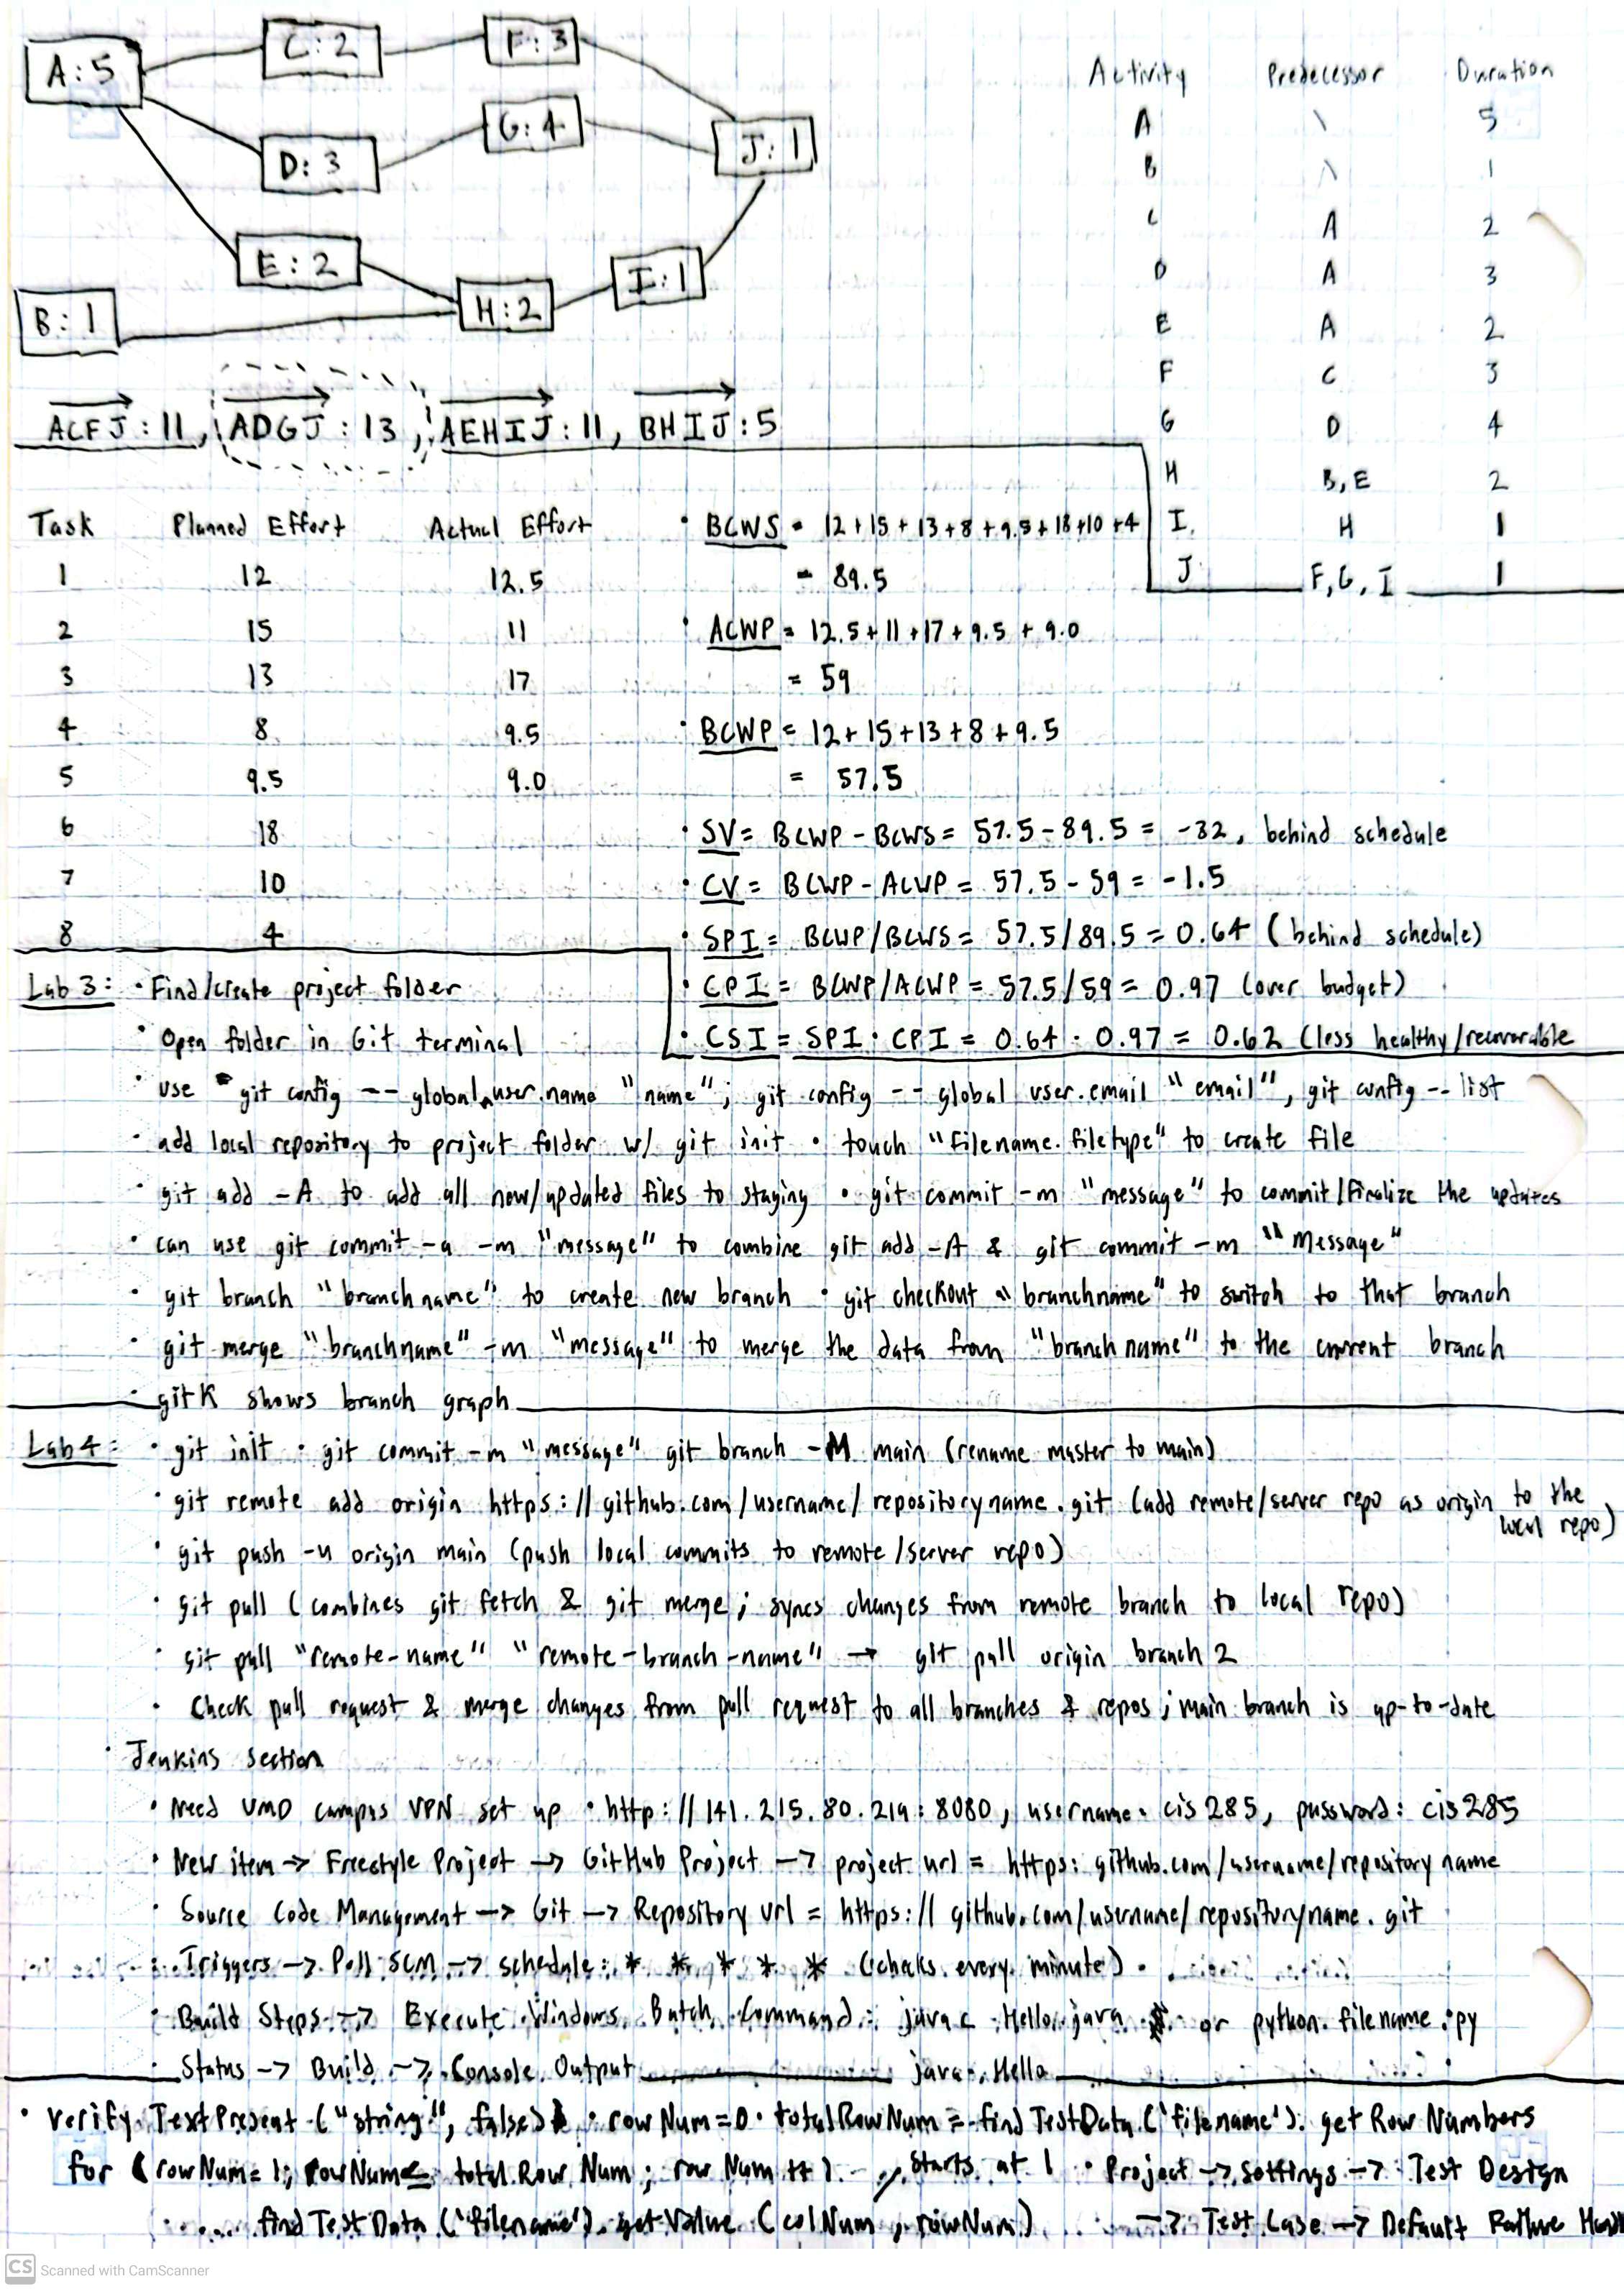 A:5
C:2
F:3
D:3
G:4
J:1
E:2
H:2
I:1
B:1
Activity Predecessor Duration
A \ 5
B \ 1
C A 2
D A 3
E A 2
F C 3
G D 4
H B,E 2
I H 1
J F,G,I 1
ACFJ:11, ADGJ:13, AEHIJ:11, BHIJ:5
Task Planned Effort Actual Effort
1 12 12.5
2 15 11
3 13 17
4 8 9.5
5 9.5 9.0
6 18
7 10
8 4
• BCWS = 12+15+13+8+9.5+18+10+4
= 89.5
• ACWP = 12.5+11+17+9.5+9.0
= 59
• BCWP = 12+15+13+8+9.5
= 57.5
• SV = BCWP - BCWS = 57.5-89.5 = -32, behind schedule
• CV = BCWP - ACWP = 57.5 - 59 = -1.5
• SPI = BCWP/BCWS = 57.5/89.5 = 0.64 (behind schedule)
• CPI = BCWP/ACWP = 57.5/59 = 0.97 (over budget)
• CSI = SPI · CPI = 0.64 · 0.97 = 0.62 (less healthy/recoverable
Lab 3: • Find/create project folder
• Open folder in Git terminal
• use git config --global user.name "name"; git config --global user.email "email", git config --list
• add local repository to project folder w/ git init • touch "filename.filetype" to create file
• git add -A to add all new/updated files to staging • git commit -m "message" to commit/finalize the updates
• can use git commit -a -m "message" to combine git add -A & git commit -m "Message"
• git branch "branchname" to create new branch • git checkout "branchname" to switch to that branch
• git merge "branchname" -m "message" to merge the data from "branchname" to the current branch
• gitK shows branch graph
Lab 4: • git init • git commit -m "message" git branch -M main (rename master to main)
• git remote add origin https://github.com/username/repositoryname.git (add remote/server repo as origin to the local repo)
• git push -u origin main (push local commits to remote/server repo)
• git pull (combines git fetch & git merge; syncs changes from remote branch to local repo)
• git pull "remote-name" "remote-branch-name" → git pull origin branch2
• Check pull request & merge changes from pull request to all branches & repos; main branch is up-to-date
• Jenkins section
• Need UMD campus VPN set up • http://141.215.80.214:8080, username: cis285, password: cis285
• New item → Freestyle Project → GitHub Project → project url = https: github.com/username/repositoryname
• Source Code Management → Git → Repository url = https://github.com/username/repositoryname.git
• Triggers → Poll SCM → schedule: * * * * * (checks every minute)
• Build Steps → Execute Windows Batch Command: javac Hello.java or python filename.py
• Status → Build → Console Output java Hello
• verifyTextPresent("string", false) • rowNum=0 • totalRowNum = findTestData('filename').getRowNumbers
for (rowNum=1; rowNum≤ totalRowNum; rowNum++) starts at 1 • Project → Settings → Test Design
findTestData('filename').getValue(colNum, rowNum) → Test Case → Default Failure
CS Scanned with CamScanner